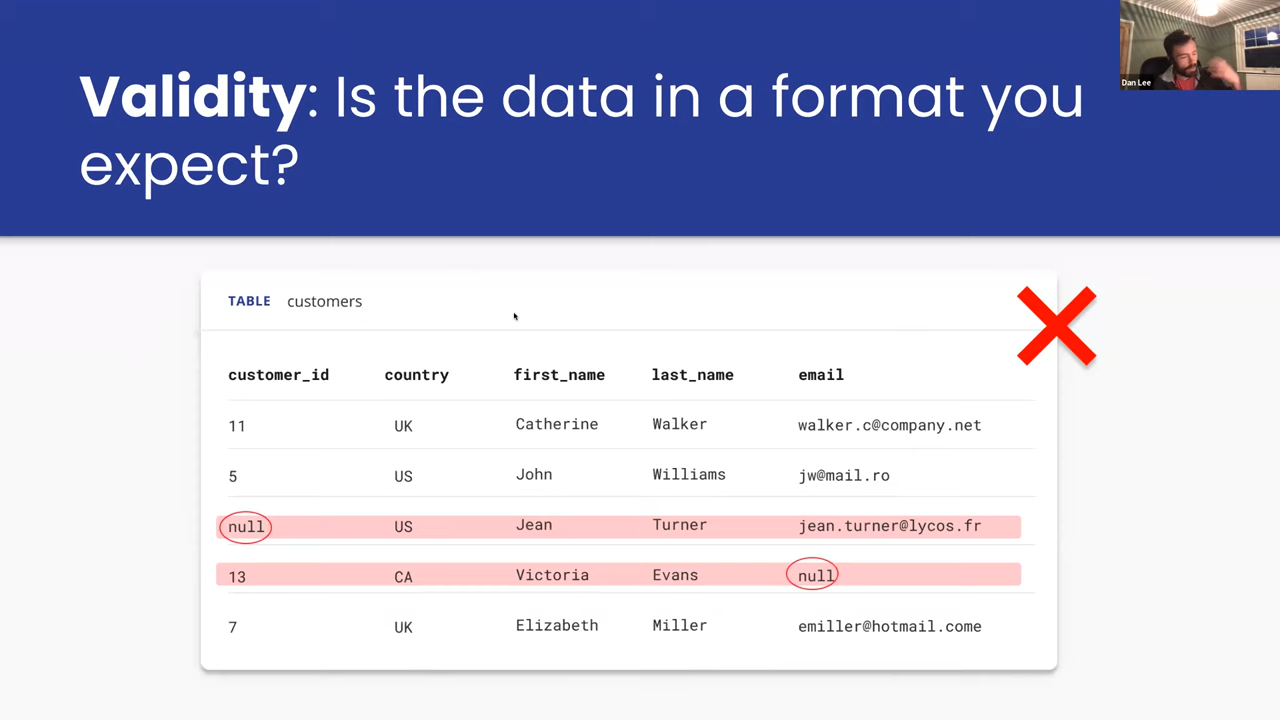 Validity: Is the data in a format you
expect?
Dan Lee
TABLE customers
customer_id country first_name last_name email
11 UK Catherine Walker walker.c@company.net
5 US John Williams jw@mail.ro
null US Jean Turner jean.turner@lycos.fr
13 CA Victoria Evans null
7 UK Elizabeth Miller emiller@hotmail.come